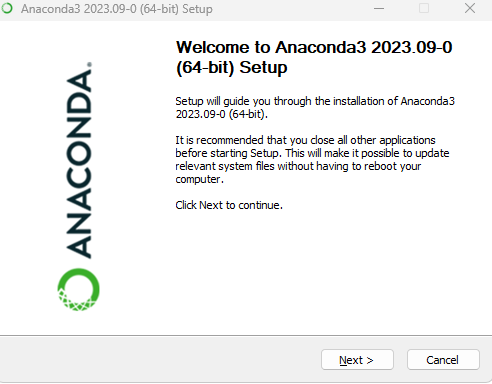 Anaconda3 2023.09-0 (64-bit) Setup
Welcome to Anaconda3 2023.09-0
(64-bit) Setup
Setup will guide you through the installation of Anaconda3
2023.09-0 (64-bit).
It is recommended that you close all other applications
before starting Setup. This will make it possible to update
relevant system files without having to reboot your
computer.
Click Next to continue.
ANACONDA.
Next >
Cancel